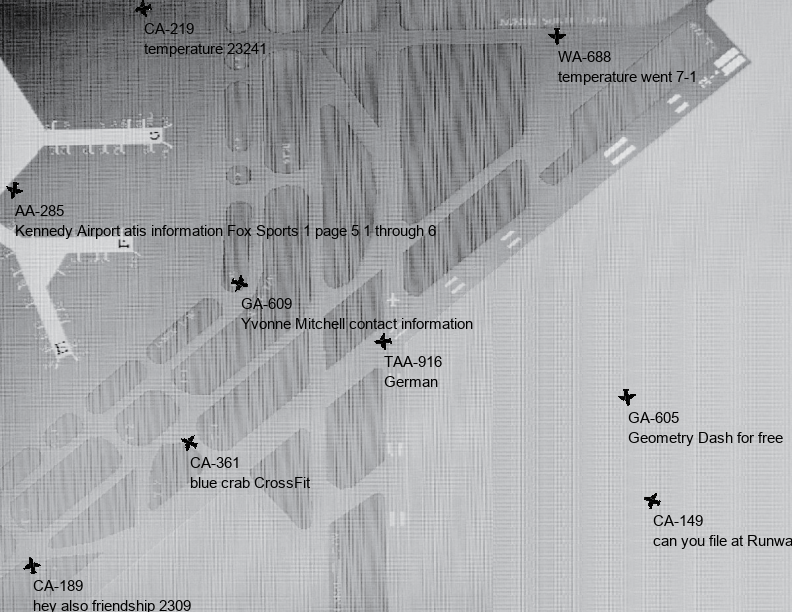 CA-219
temperature 23241
WA-688
temperature went 7-1
AA-285
Kennedy Airport atis information Fox Sports 1 page 5 1 through 6
GA-609
Yvonne Mitchell contact information
TAA-916
German
GA-605
Geometry Dash for free
CA-361
blue crab CrossFit
CA-149
can you file at Runwa
CA-189
hey also friendship 2309